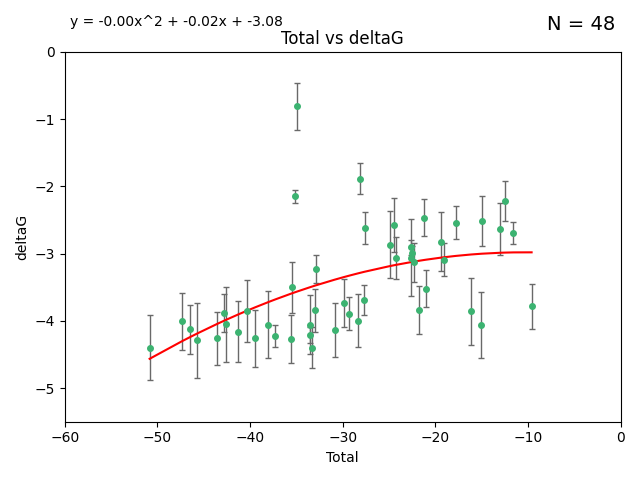 y = -0.00x^2 + -0.02x + -3.08
N = 48
Total vs deltaG
0
−1
−2
−3
−4
−5
deltaG
−60 −50 −40 −30 −20 −10 0
Total